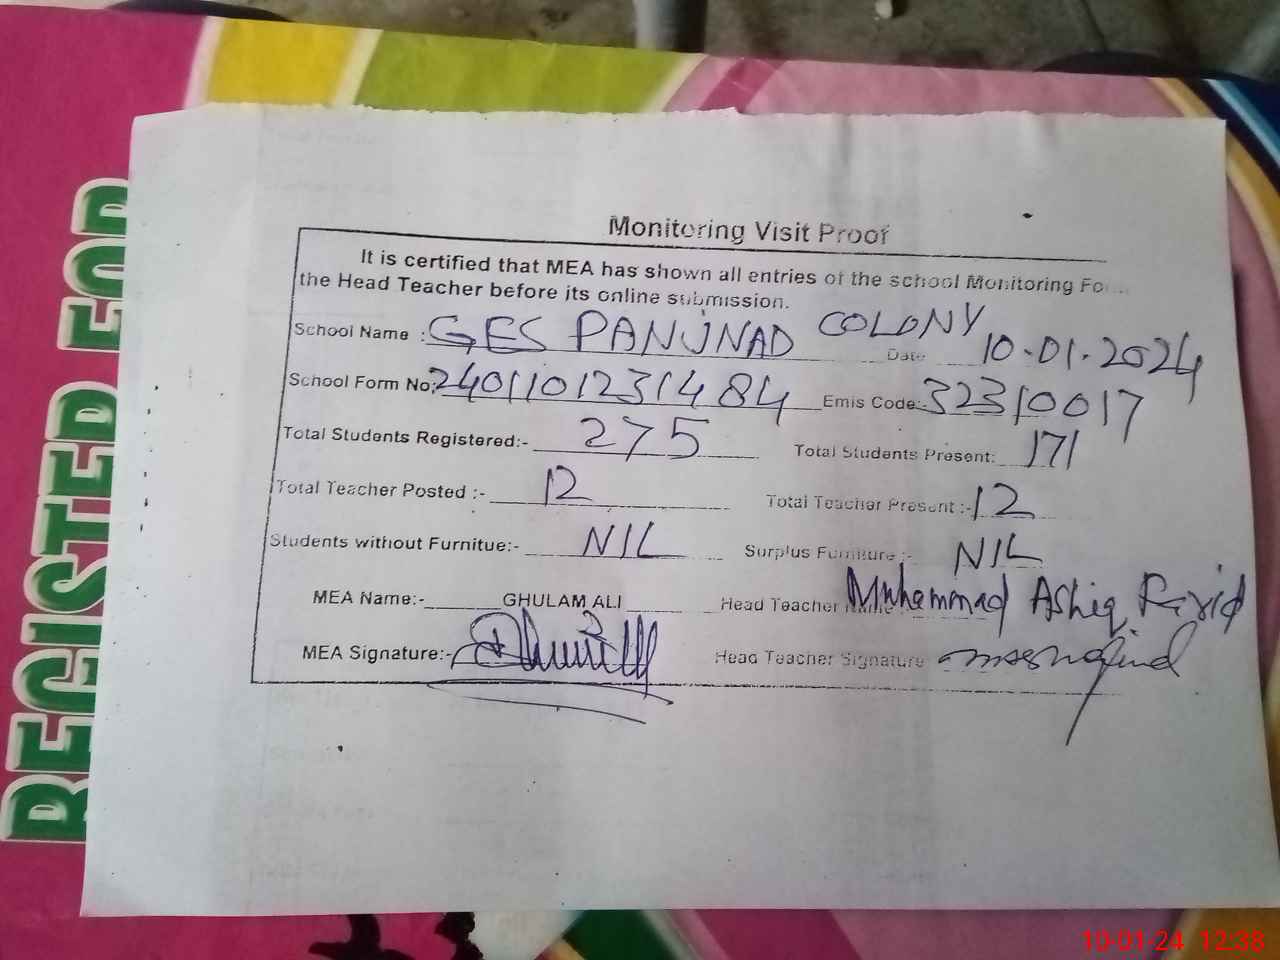 Monitoring Visit Proof
It is certified that MEA has shown all entries of the school Monitoring Fo
the Head Teacher before its online submission.
School Name :- GES PANJNAD COLONY Date 10.01.2024
School Form No:- 2401101231484 Emis Code:- 32310017
Total Students Registered:- 275 Total Students Present: 171
Total Teacher Posted :- 12 Total Teacher Present :- 12
Students without Furnitue:- NIL Surplus Furniture :- NIL
MEA Name:- GHULAM ALI Head Teacher Name Muhammad Ashiq Farid
MEA Signature:- Head Teacher Signature
REGISTER FOR
10-01-24 12:38